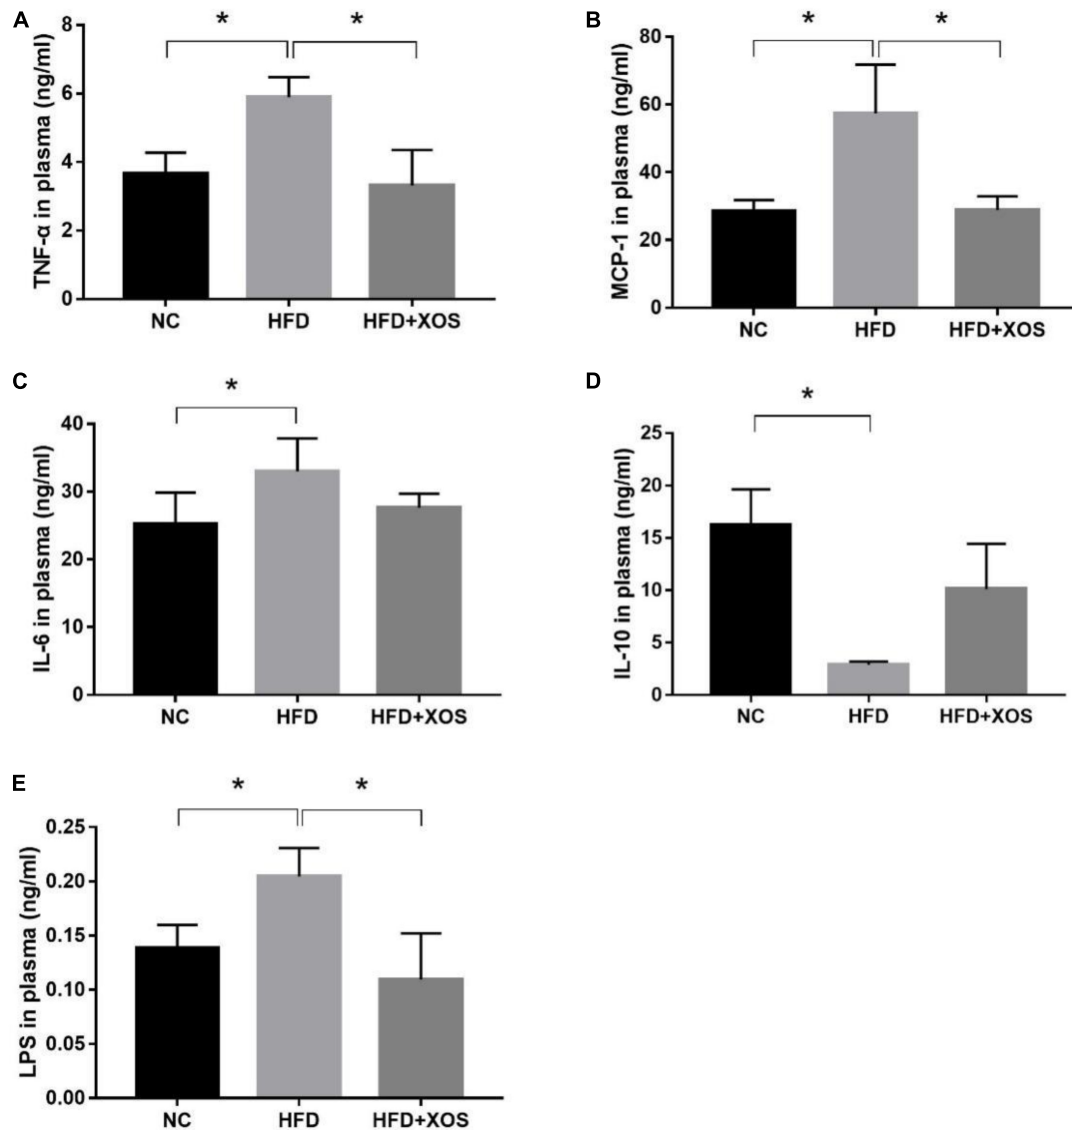 A
TNF-α in plasma (ng/ml)
8
6
4
2
0
* *
NC HFD HFD+XOS
B
MCP-1 in plasma (ng/ml)
80
60
40
20
0
* *
NC HFD HFD+XOS
C
IL-6 in plasma (ng/ml)
40
30
20
10
0
*
NC HFD HFD+XOS
D
IL-10 in plasma (ng/ml)
25
20
15
10
5
0
*
NC HFD HFD+XOS
E
LPS in plasma (ng/ml)
0.25
0.20
0.15
0.10
0.05
0.00
* *
NC HFD HFD+XOS